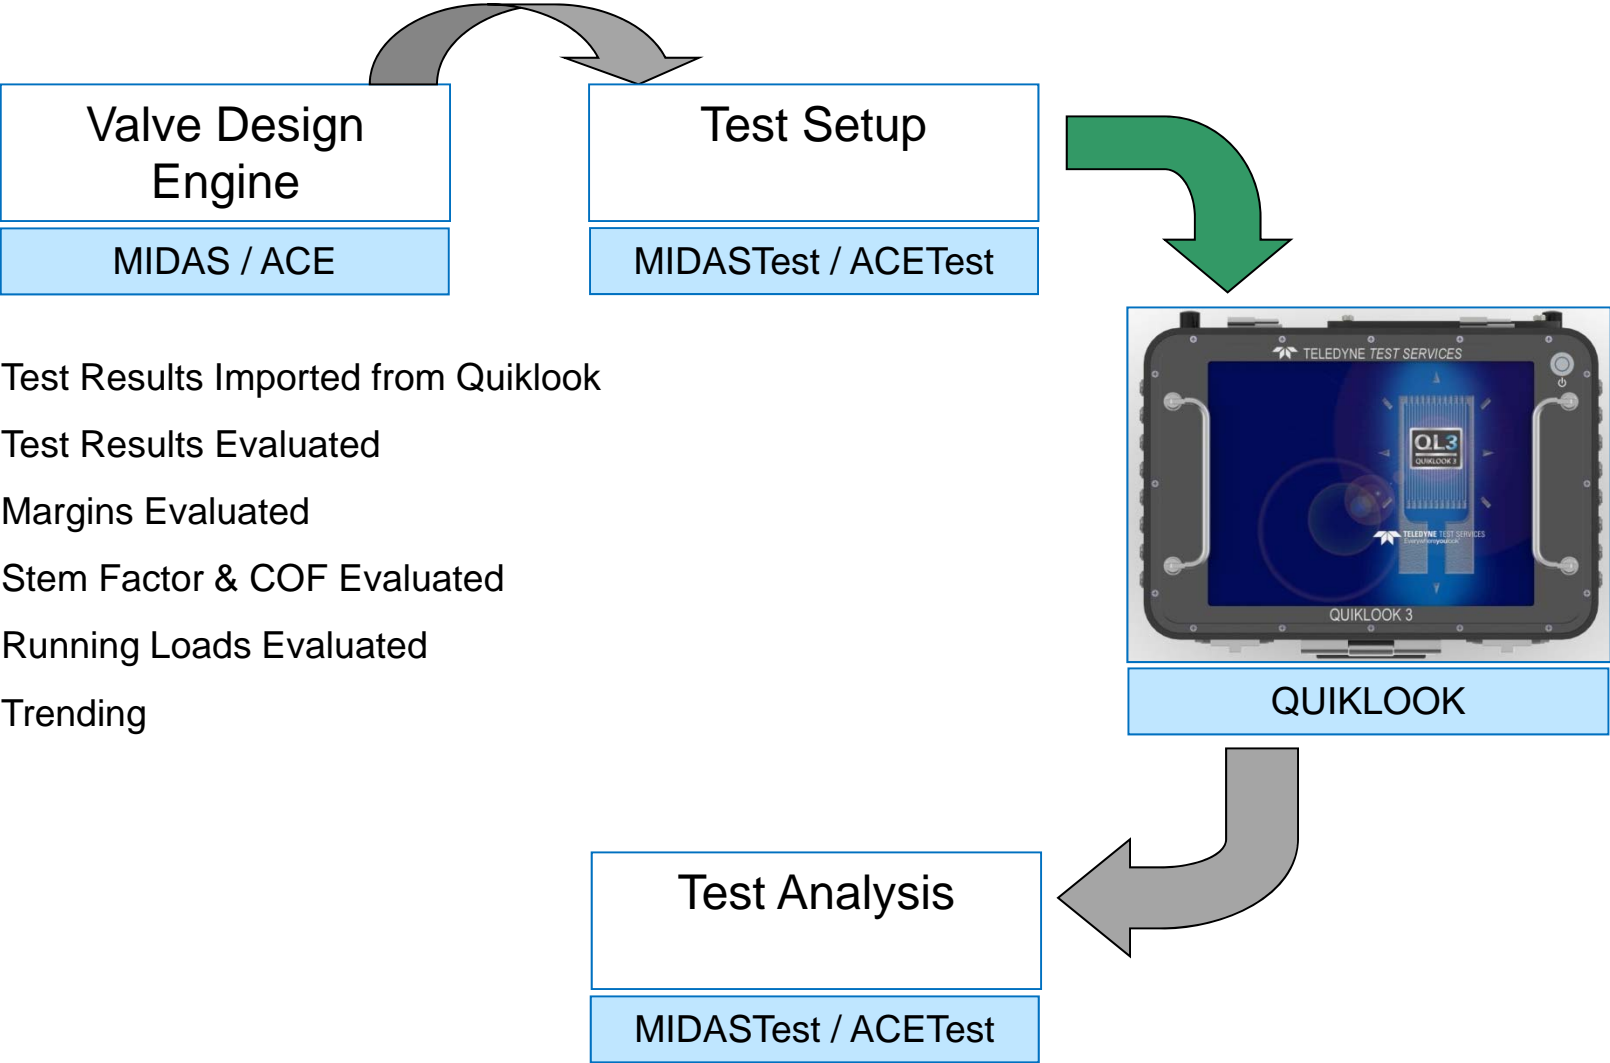 Valve Design
Engine
MIDAS / ACE
Test Setup
MIDASTest / ACETest
Test Results Imported from Quiklook
Test Results Evaluated
Margins Evaluated
Stem Factor & COF Evaluated
Running Loads Evaluated
Trending
TELEDYNE TEST SERVICES
QL3
QUIKLOOK 3
TELEDYNE TEST SERVICES
Everywhereyoulook
QUIKLOOK 3
QUIKLOOK
Test Analysis
MIDASTest / ACETest